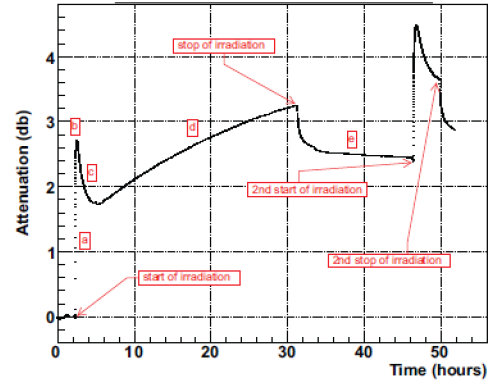 stop of irradiation
4
b
d
3
c
e
2
2nd start of irradiation
a
1
2nd stop of irradiation
start of irradiation
0
0 10 20 30 40 50
Time (hours)
Attenuation (db)